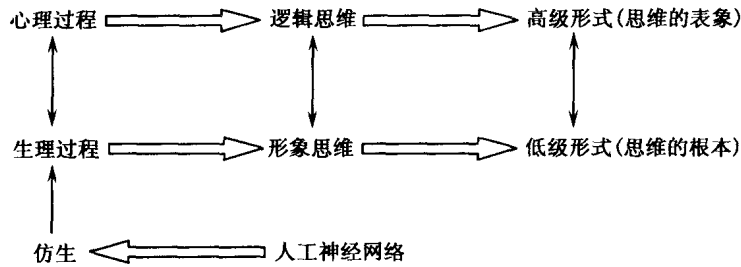 心理过程 逻辑思维 高级形式(思维的表象)
生理过程 形象思维 低级形式(思维的根本)
仿生 人工神经网络